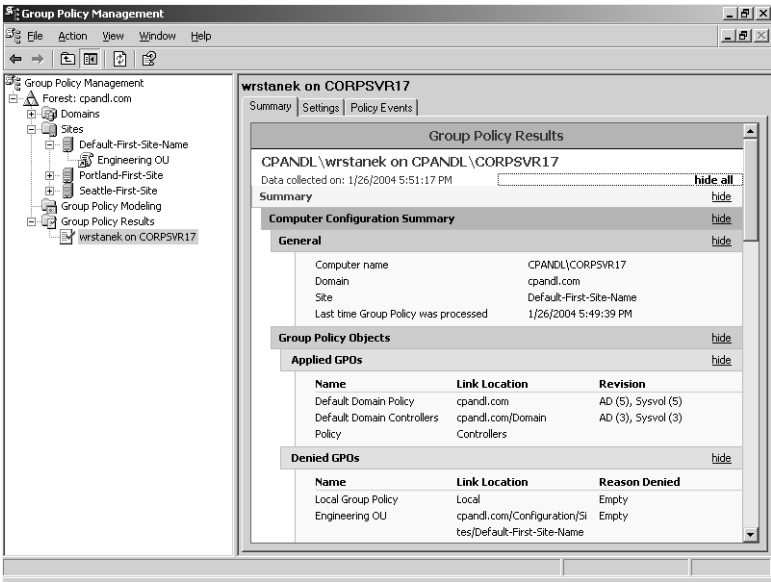 Group Policy Management
File Action View Window Help
Group Policy Management
Forest: cpandl.com
Domains
Sites
Default-First-Site-Name
Engineering OU
Portland-First-Site
Seattle-First-Site
Group Policy Modeling
Group Policy Results
wrstanek on CORPSVR17
wrstanek on CORPSVR17
Summary Settings Policy Events
Group Policy Results
CPANDL\wrstanek on CPANDL\CORPSVR17
Data collected on: 1/26/2004 5:51:17 PM hide all
Summary hide
Computer Configuration Summary hide
General hide
Computer name CPANDL\CORPSVR17
Domain cpandl.com
Site Default-First-Site-Name
Last time Group Policy was processed 1/26/2004 5:49:39 PM
Group Policy Objects hide
Applied GPOs hide
Name Link Location Revision
Default Domain Policy cpandl.com AD (5), Sysvol (5)
Default Domain Controllers cpandl.com/Domain AD (3), Sysvol (3)
Policy Controllers
Denied GPOs hide
Name Link Location Reason Denied
Local Group Policy Local Empty
Engineering OU cpandl.com/Configuration/Si Empty
tes/Default-First-Site-Name